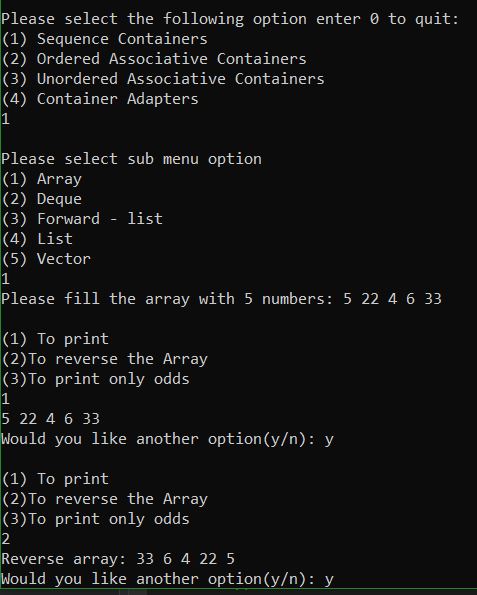 Please select the following option enter 0 to quit:
(1) Sequence Containers
(2) Ordered Associative Containers
(3) Unordered Associative Containers
(4) Container Adapters
1
Please select sub menu option
(1) Array
(2) Deque
(3) Forward - list
(4) List
(5) Vector
1
Please fill the array with 5 numbers: 5 22 4 6 33
(1) To print
(2)To reverse the Array
(3)To print only odds
1
5 22 4 6 33
Would you like another option(y/n): y
(1) To print
(2)To reverse the Array
(3)To print only odds
2
Reverse array: 33 6 4 22 5
Would you like another option(y/n): y